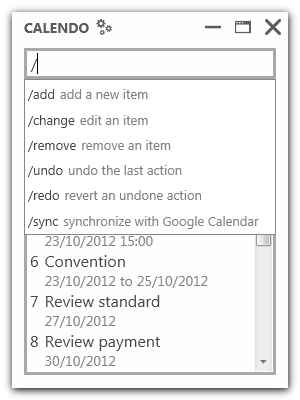 CALENDO
/
/add add a new item
/change edit an item
/remove remove an item
/undo undo the last action
/redo revert an undone action
/sync synchronize with Google Calendar
23/10/2012 15:00
6 Convention
23/10/2012 to 25/10/2012
7 Review standard
27/10/2012
8 Review payment
30/10/2012